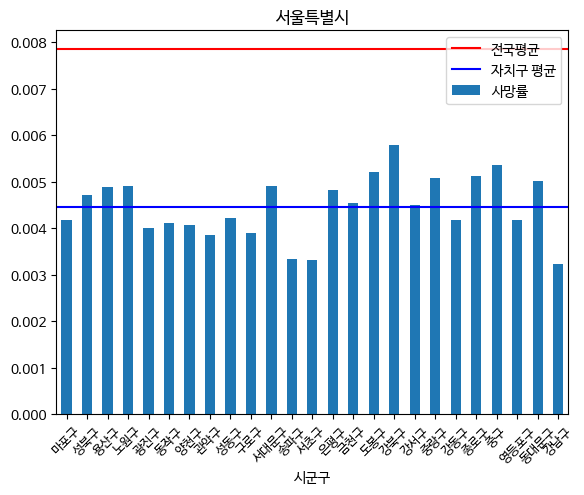 서울특별시
전국평균
자치구 평균
사망률
0.008
0.007
0.006
0.005
0.004
0.003
0.002
0.001
0.000
마포구
성북구
용산구
노원구
광진구
동작구
양천구
관악구
성동구
구로구
서대문구
송파구
서초구
은평구
금천구
도봉구
강북구
강서구
중랑구
강동구
종로구
중구
영등포구
동대문구
강남구
시군구